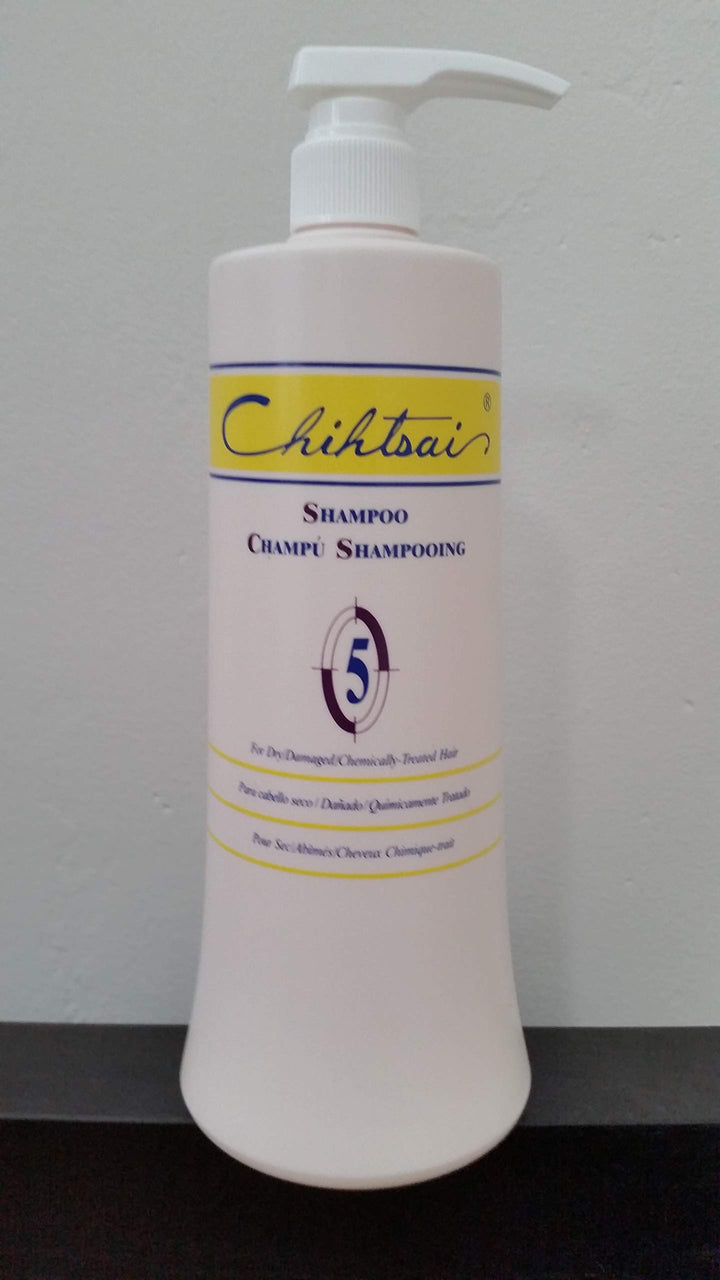 Chihtsai ®
SHAMPOO
CHAMPÚ SHAMPOOING
5
For Dry/Damaged/Chemically-Treated Hair
Para cabello seco / Dañado / Químicamente Tratado
Pour Sec/Abîmés/Cheveux Chimique-trait